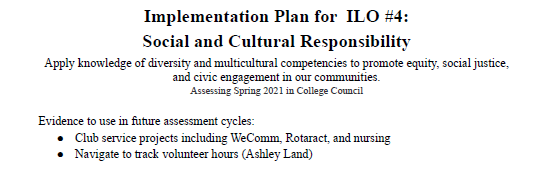 Implementation Plan for ILO #4:
Social and Cultural Responsibility
Apply knowledge of diversity and multicultural competencies to promote equity, social justice,
and civic engagement in our communities.
Assessing Spring 2021 in College Council
Evidence to use in future assessment cycles:
• Club service projects including WeComm, Rotaract, and nursing
• Navigate to track volunteer hours (Ashley Land)